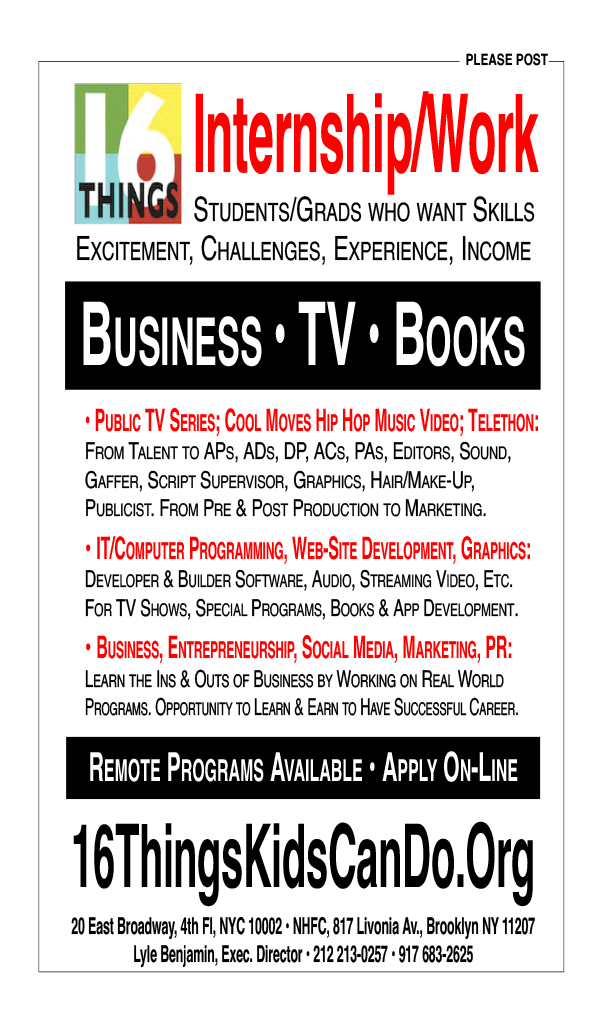 PLEASE POST
16
THINGS
Internship/Work
STUDENTS/GRADS WHO WANT SKILLS
EXCITEMENT, CHALLENGES, EXPERIENCE, INCOME
BUSINESS • TV • BOOKS
• PUBLIC TV SERIES; COOL MOVES HIP HOP MUSIC VIDEO; TELETHON:
FROM TALENT TO APS, ADS, DP, ACS, PAS, EDITORS, SOUND,
GAFFER, SCRIPT SUPERVISOR, GRAPHICS, HAIR/MAKE-UP,
PUBLICIST. FROM PRE & POST PRODUCTION TO MARKETING.
• IT/COMPUTER PROGRAMMING, WEB-SITE DEVELOPMENT, GRAPHICS:
DEVELOPER & BUILDER SOFTWARE, AUDIO, STREAMING VIDEO, ETC.
FOR TV SHOWS, SPECIAL PROGRAMS, BOOKS & APP DEVELOPMENT.
• BUSINESS, ENTREPRENEURSHIP, SOCIAL MEDIA, MARKETING, PR:
LEARN THE INS & OUTS OF BUSINESS BY WORKING ON REAL WORLD
PROGRAMS. OPPORTUNITY TO LEARN & EARN TO HAVE SUCCESSFUL CAREER.
REMOTE PROGRAMS AVAILABLE • APPLY ON-LINE
16ThingsKidsCanDo.Org
20 East Broadway, 4th Fl, NYC 10002 • NHFC, 817 Livonia Av., Brooklyn NY 11207
Lyle Benjamin, Exec. Director • 212 213-0257 • 917 683-2625